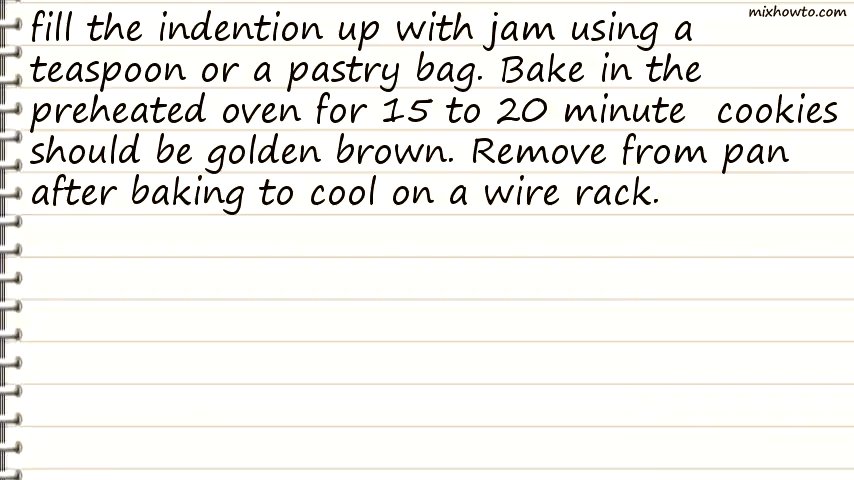 mixhowto.com
fill the indention up with jam using a
teaspoon or a pastry bag. Bake in the
preheated oven for 15 to 20 minute  cookies
should be golden brown. Remove from pan
after baking to cool on a wire rack.